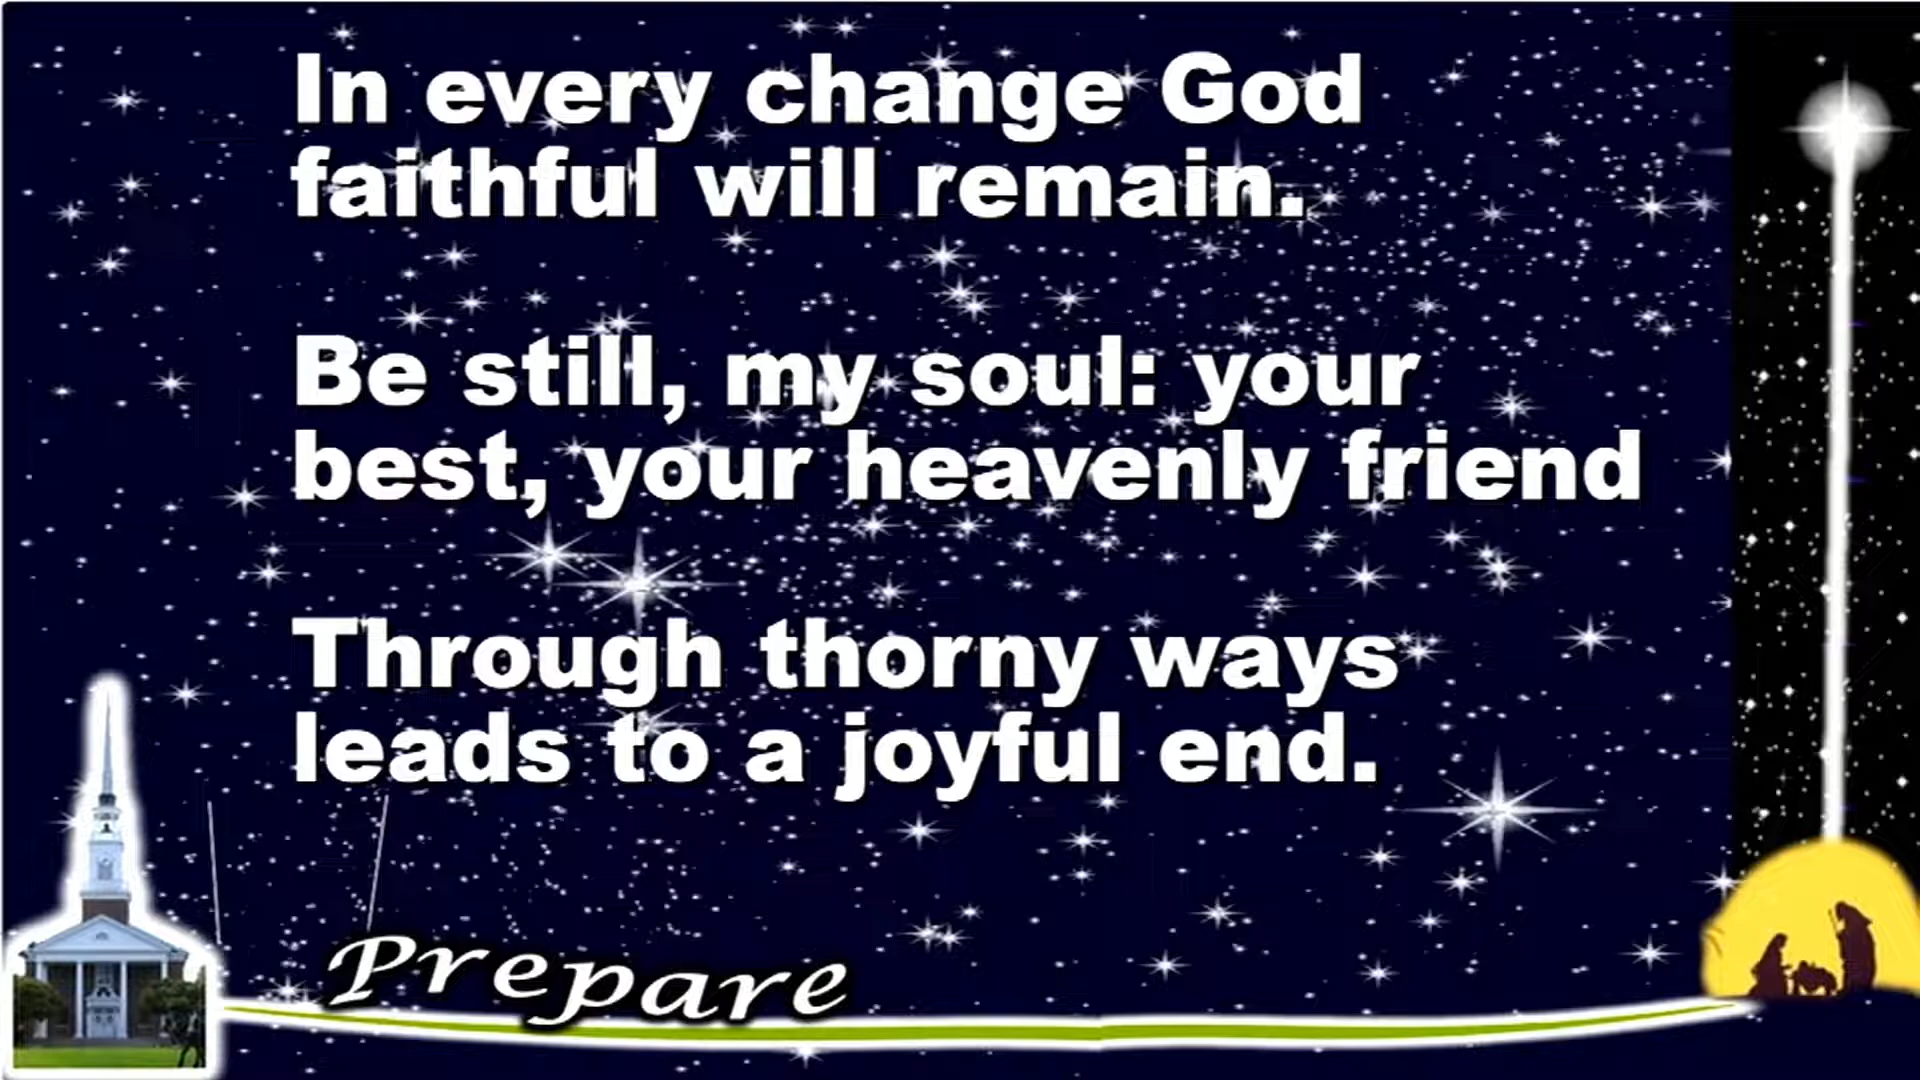 In every change God
faithful will remain.
Be still, my soul: your
best, your heavenly friend
Through thorny ways
leads to a joyful end.
Prepare